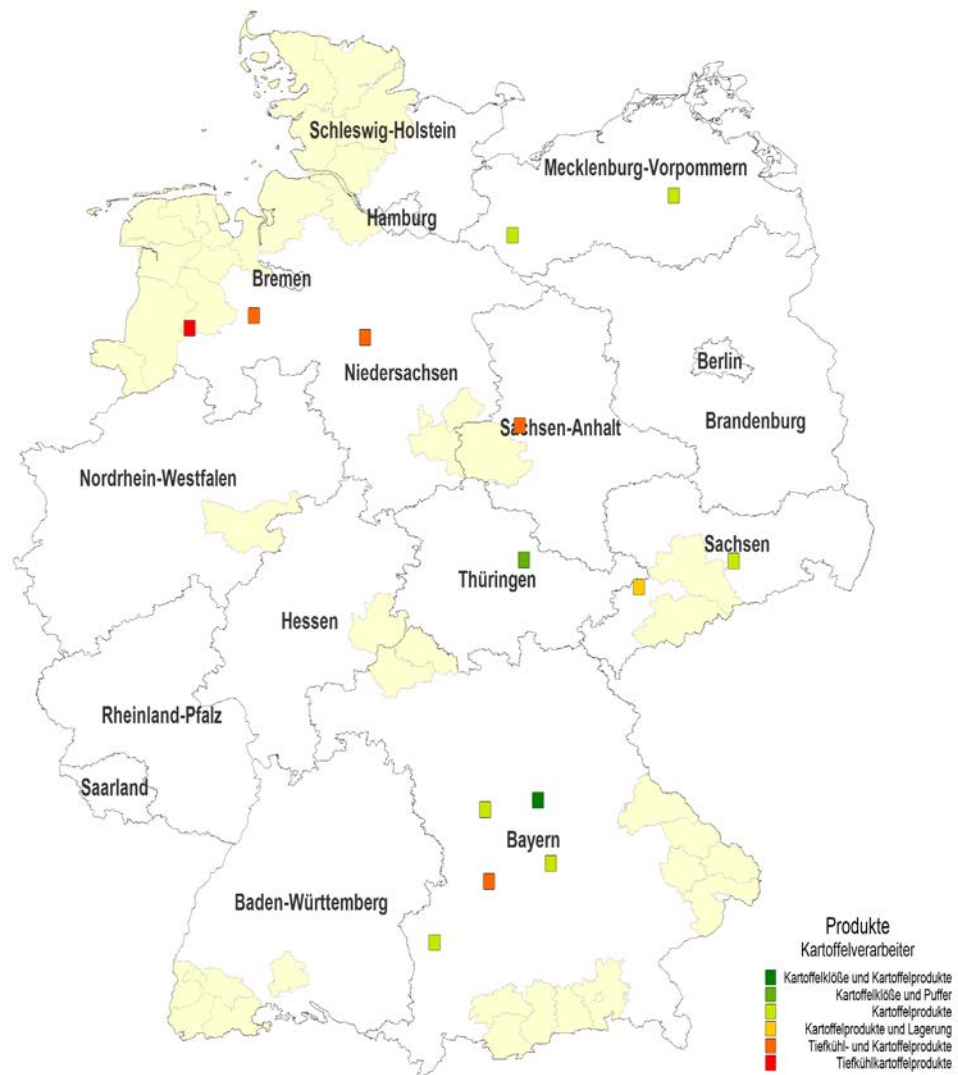 Schleswig-Holstein
Mecklenburg-Vorpommern
Hamburg
Bremen
Niedersachsen
Berlin
Brandenburg
Sachsen-Anhalt
Nordrhein-Westfalen
Sachsen
Thüringen
Hessen
Rheinland-Pfalz
Saarland
Bayern
Baden-Württemberg
Produkte
Kartoffelverarbeiter
Kartoffelklöße und Kartoffelprodukte
Kartoffelklöße und Puffer
Kartoffelprodukte
Kartoffelprodukte und Lagerung
Tiefkühl- und Kartoffelprodukte
Tiefkühlkartoffelprodukte